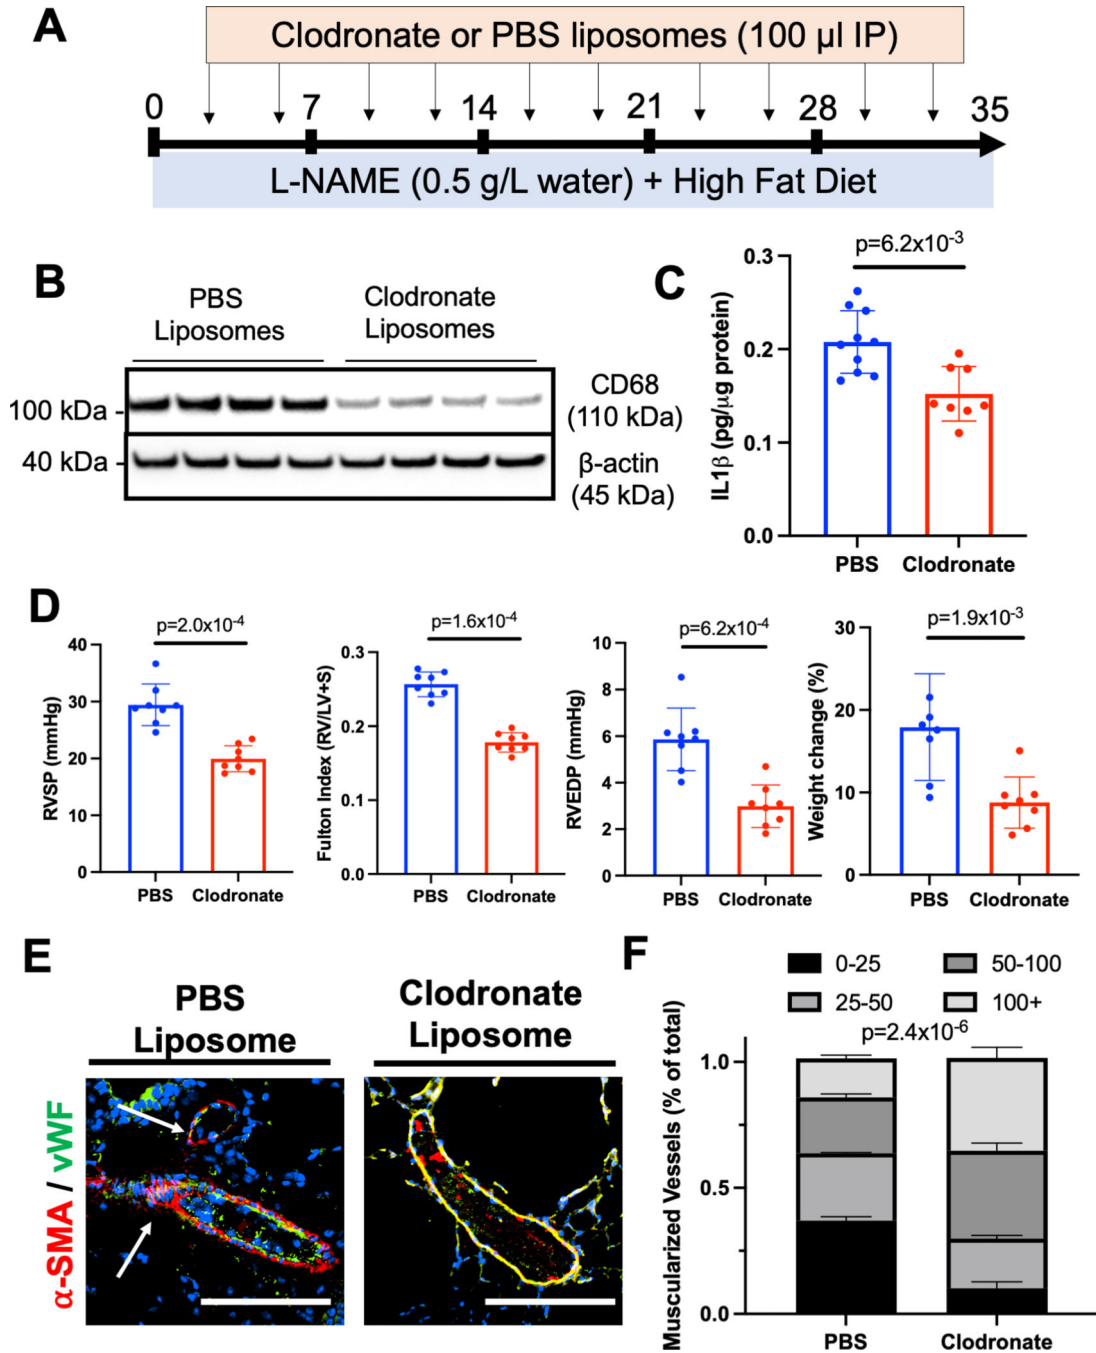 A
Clodronate or PBS liposomes (100 µl IP)
0 7 14 21 28 35
L-NAME (0.5 g/L water) + High Fat Diet
B
PBS
Liposomes
Clodronate
Liposomes
100 kDa
CD68
(110 kDa)
40 kDa
β-actin
(45 kDa)
C
p=6.2x10-3
IL1β (pg/µg protein)
0.3
0.2
0.1
0.0
PBS Clodronate
D
p=2.0x10-4
RVSP (mmHg)
40
30
20
10
0
PBS Clodronate
p=1.6x10-4
Fulton Index (RV/LV+S)
0.3
0.2
0.1
0.0
PBS Clodronate
p=6.2x10-4
RVEDP (mmHg)
10
8
6
4
2
0
PBS Clodronate
p=1.9x10-3
Weight change (%)
30
20
10
0
PBS Clodronate
E
PBS
Liposome
Clodronate
Liposome
α-SMA / vWF
F
0-25
50-100
25-50
100+
p=2.4x10-6
Muscularized Vessels (% of total)
1.0
0.5
0.0
PBS Clodronate